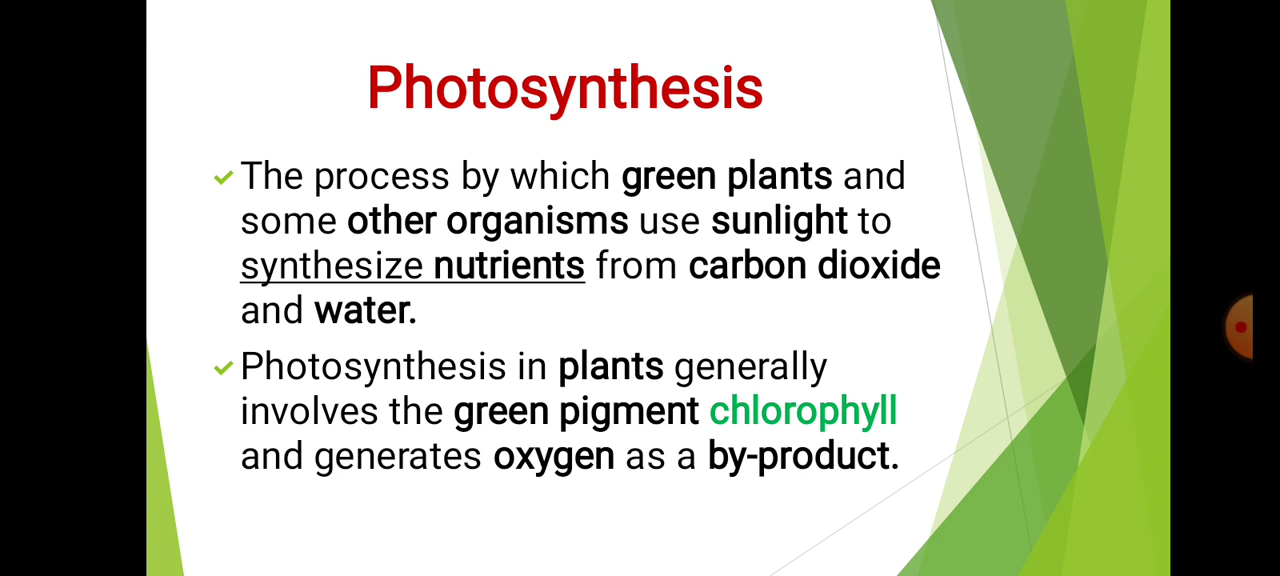 Photosynthesis
The process by which green plants and
some other organisms use sunlight to
synthesize nutrients from carbon dioxide
and water.
Photosynthesis in plants generally
involves the green pigment chlorophyll
and generates oxygen as a by-product.